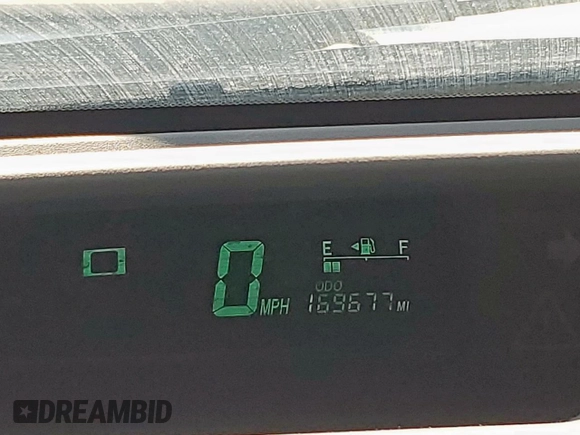 E F
0 MPH
ODO
169677 MI
DREAMBID